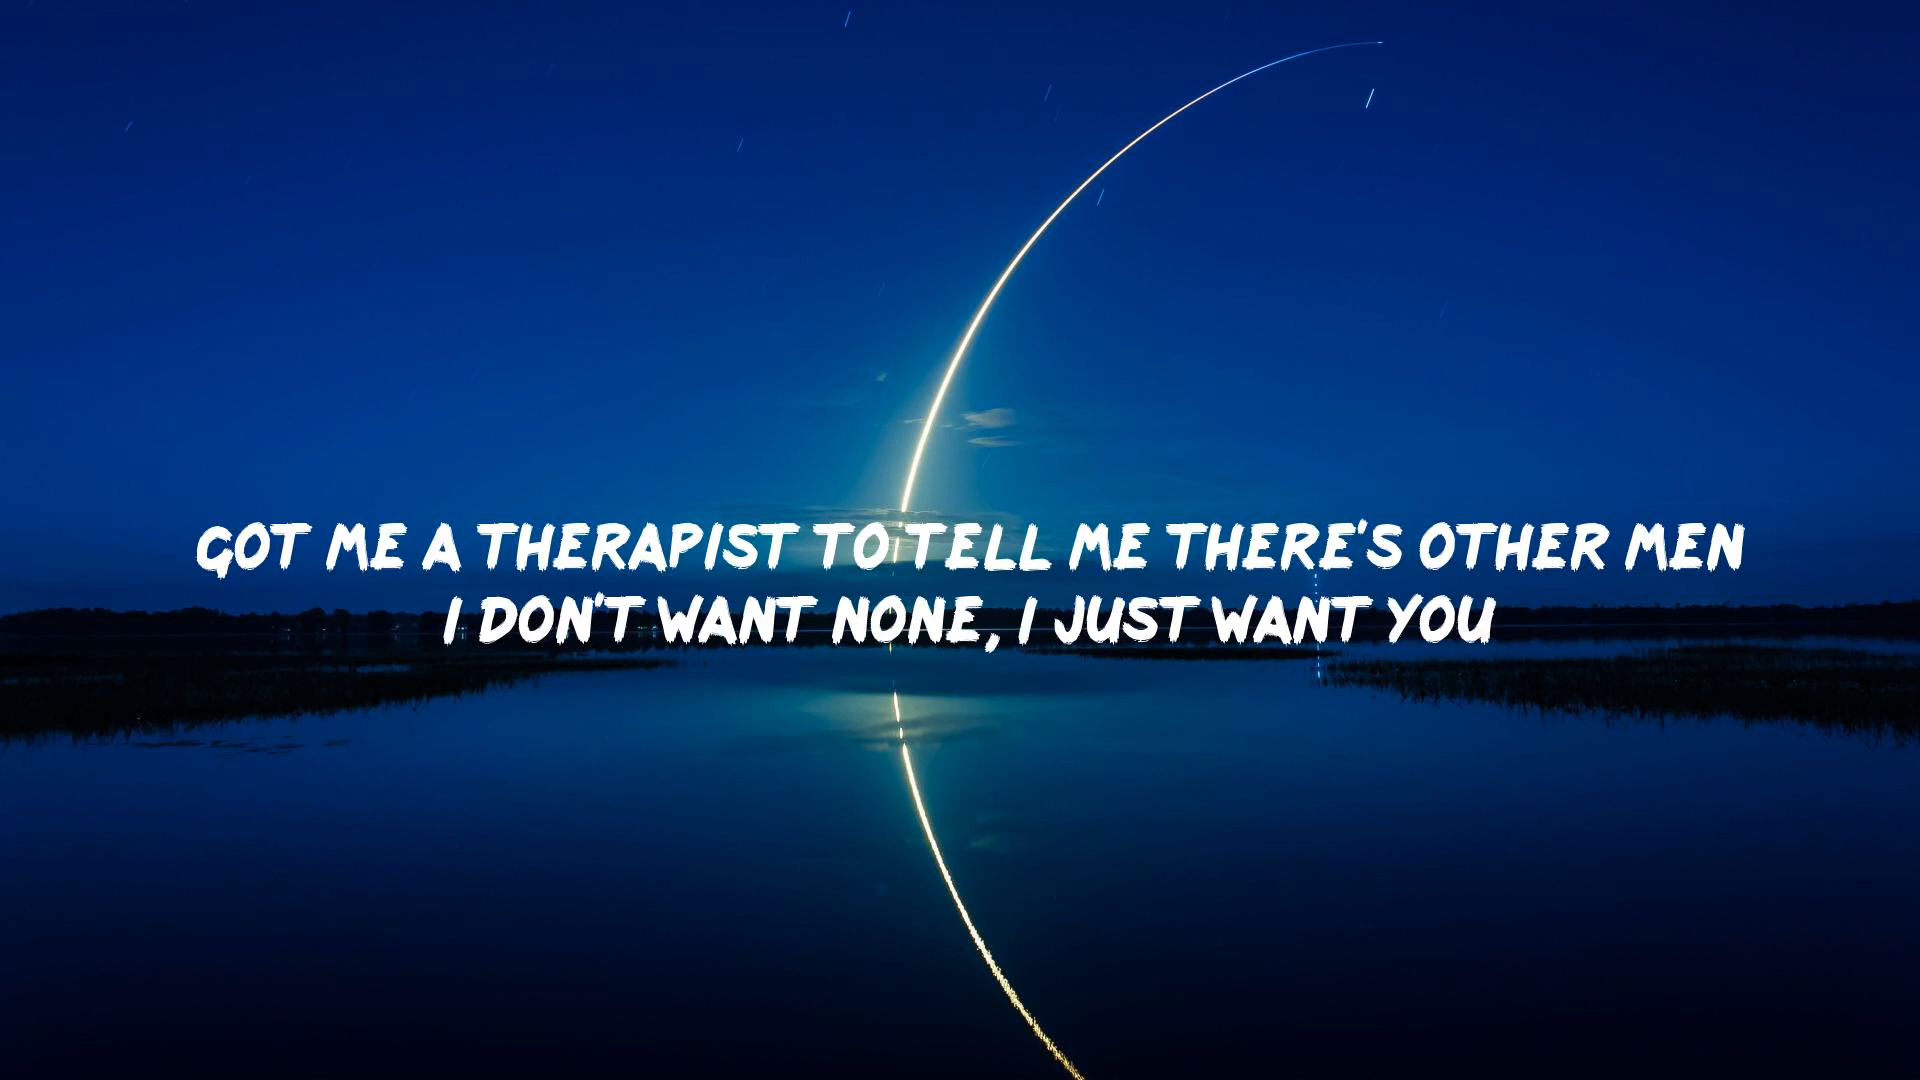 GOT ME A THERAPIST TO TELL ME THERE'S OTHER MEN
I DON'T WANT NONE, I JUST WANT YOU